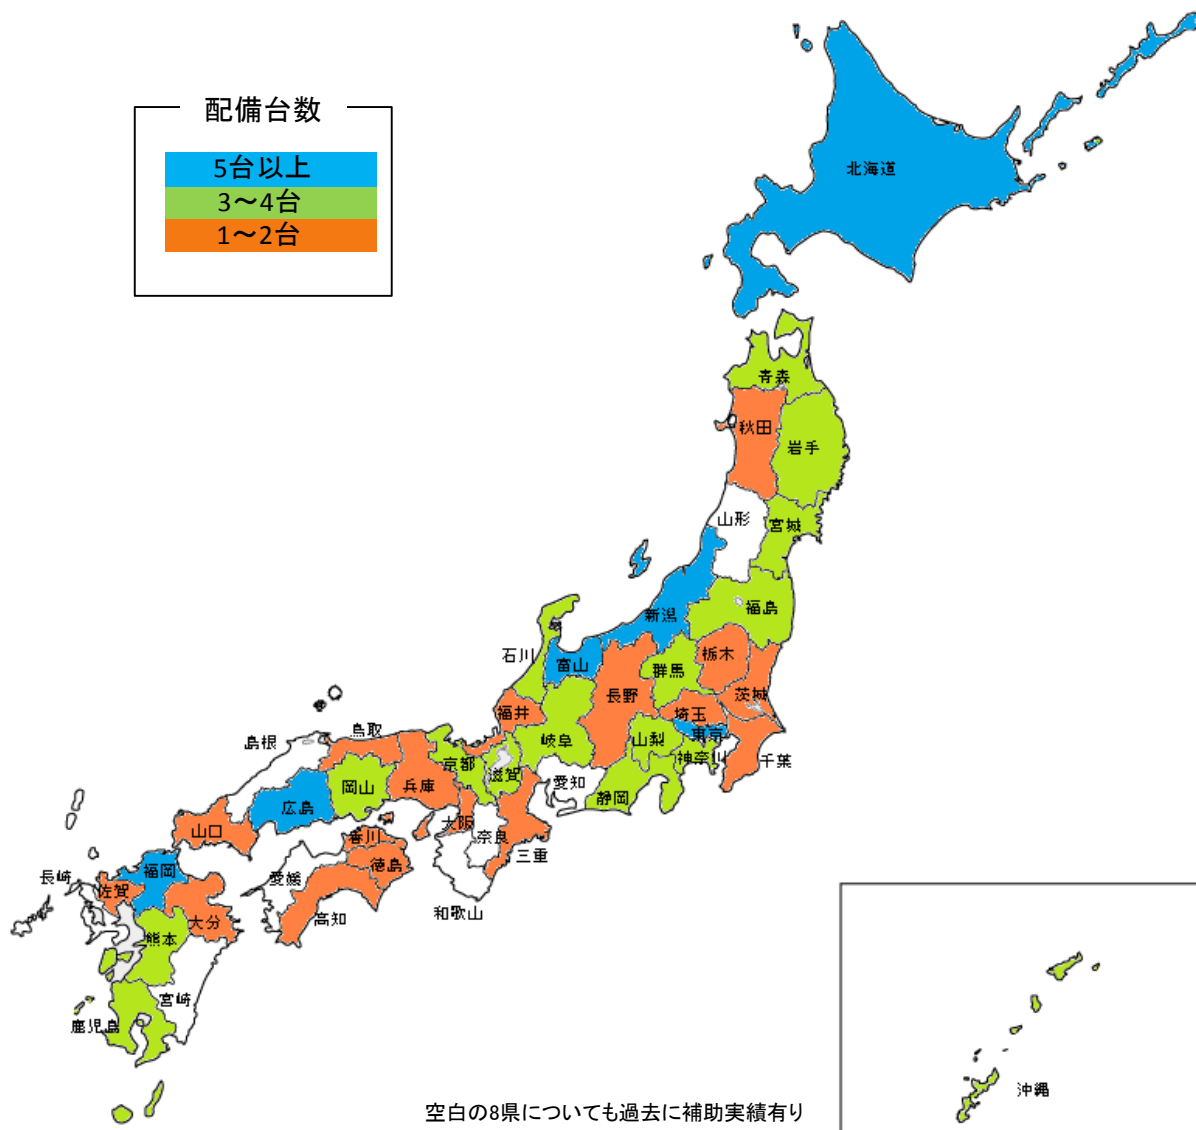 配備台数
5台以上
3～4台
1～2台
北海道
青森
秋田
岩手
山形
宮城
新潟
福島
石川
富山
栃木
群馬
長野
茨城
福井
埼玉
東京
鳥取
島根
岐阜
山梨
神奈川
千葉
京都
滋賀
愛知
兵庫
岡山
静岡
広島
大阪
奈良
山口
香川
三重
徳島
福岡
愛媛
長崎
佐賀
高知
和歌山
大分
熊本
宮崎
鹿児島
沖縄
空白の8県についても過去に補助実績有り